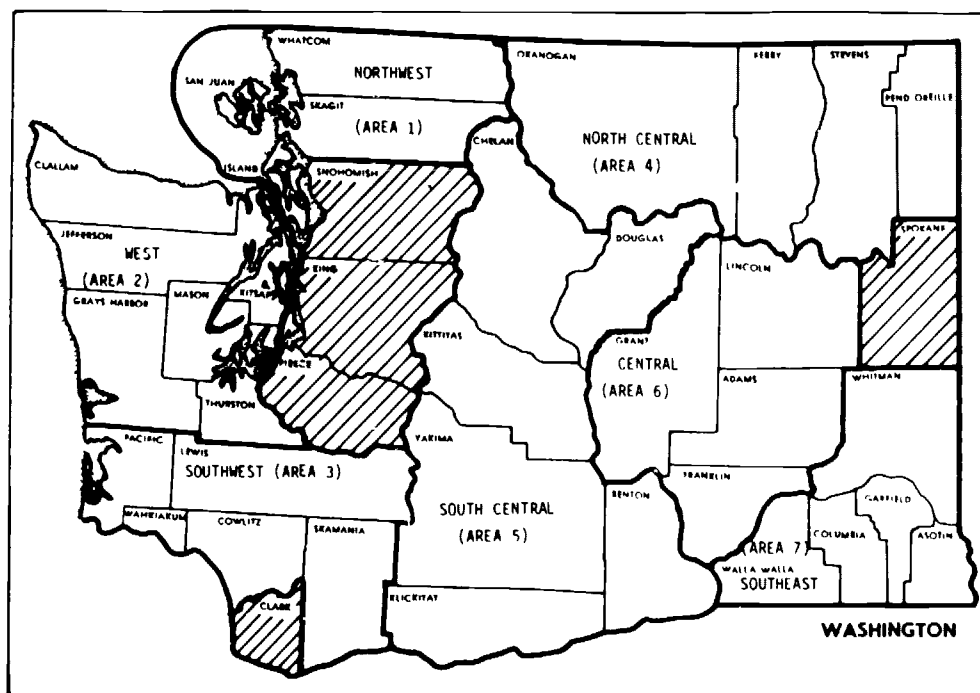 WHATCOM
OKANOGAN
FERRY
STEVENS
NORTHWEST
SAN JUAN
PEND OREILLE
SKAGIT
(AREA 1)
NORTH CENTRAL
CHELAN
(AREA 4)
CLALLAM
ISLAND
SNOHOMISH
SPOKANE
JEFFERSON
DOUGLAS
WEST
LINCOLN
(AREA 2)
KING
MASON
KITSAP
GRAYS HARBOR
KITTITAS
GRANT
CENTRAL
PIERCE
ADAMS
WHITMAN
(AREA 6)
THURSTON
YAKIMA
PACIFIC
LEWIS
SOUTHWEST (AREA 3)
FRANKLIN
BENTON
GARFIELD
SOUTH CENTRAL
WAHKIAKUM
COWLITZ
SKAMANIA
COLUMBIA
ASOTIN
(AREA 5)
(AREA 7)
WALLA WALLA
SOUTHEAST
CLARK
KLICKITAT
WASHINGTON